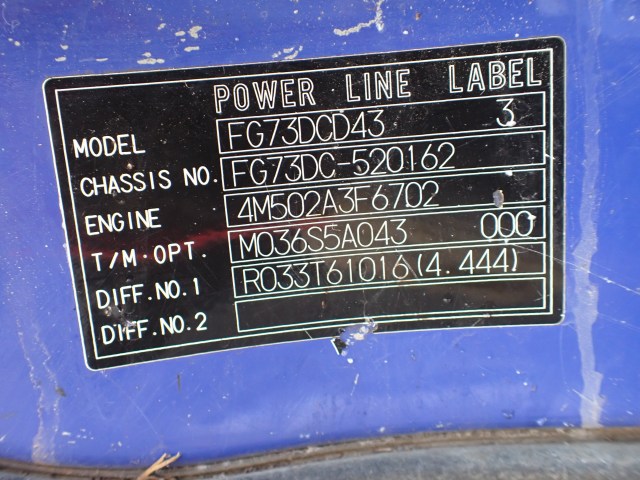 POWER LINE LABEL
MODEL FG73DCD43 3
CHASSIS NO. FG73DC-520162
ENGINE 4M502A3F6702
T/M·OPT. M036S5A043 000
DIFF.NO.1 R033T61016(4.444)
DIFF.NO.2